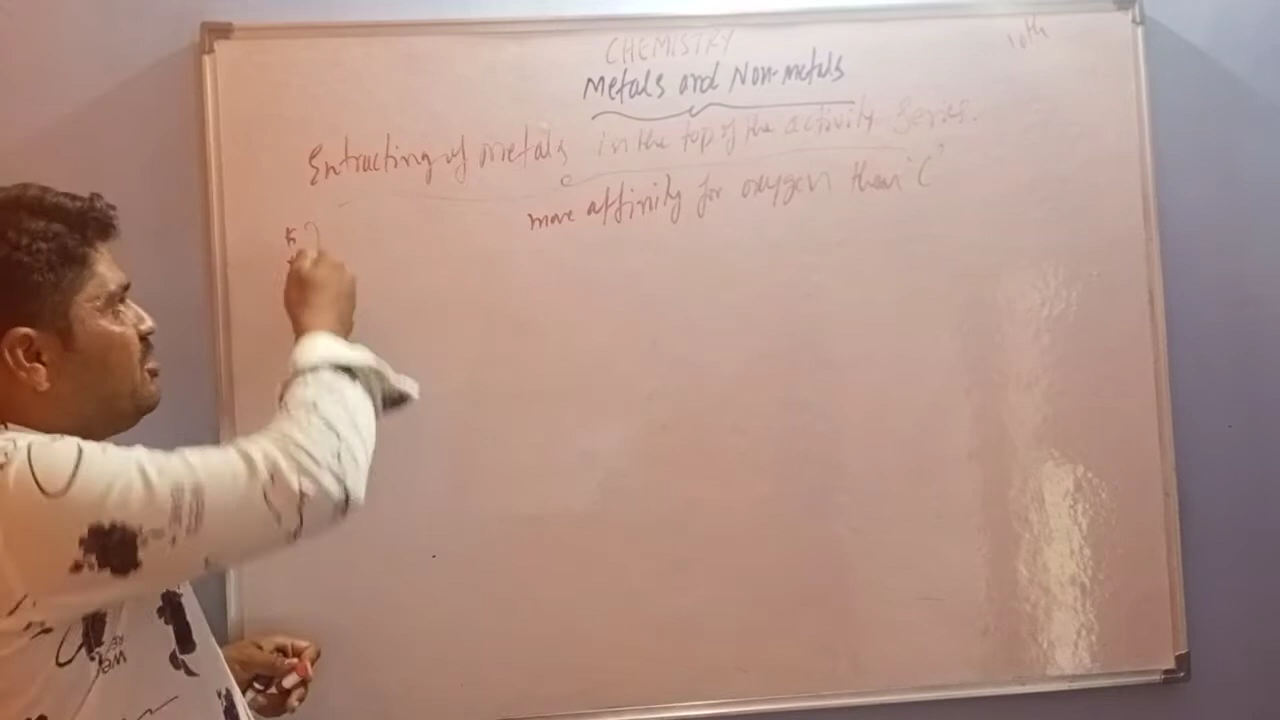 CHEMISTRY
10th
Metals and Non-metals
Extracting of metals in the top of the activity series.
more affinity for oxygen then "C"
K